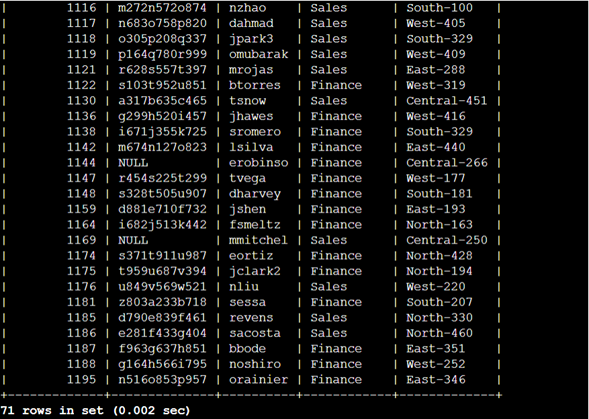 | 1116 | m272n572o874 | nzhao | Sales | South-100 |
| 1117 | n683o758p820 | dahmad | Sales | West-405 |
| 1118 | o305p208q337 | jpark3 | Sales | South-329 |
| 1119 | p164q780r999 | omubarak | Sales | West-409 |
| 1121 | r628s557t397 | mrojas | Sales | East-288 |
| 1122 | s103t952u851 | btorres | Finance | West-319 |
| 1130 | a317b635c465 | tsnow | Sales | Central-451 |
| 1136 | g299h520i457 | jhawes | Finance | West-416 |
| 1138 | i671j355k725 | sromero | Finance | South-329 |
| 1142 | m674n127o823 | lsilva | Finance | East-440 |
| 1144 | NULL | erobinso | Finance | Central-266 |
| 1147 | r454s225t299 | tvega | Finance | West-177 |
| 1148 | s328t505u907 | dharvey | Finance | South-181 |
| 1159 | d881e710f732 | jshen | Finance | East-193 |
| 1164 | i682j513k442 | fsmeltz | Finance | North-163 |
| 1169 | NULL | mmitchel | Sales | Central-250 |
| 1174 | s371t911u987 | eortiz | Finance | North-428 |
| 1175 | t959u687v394 | jclark2 | Finance | North-194 |
| 1176 | u849v569w521 | nliu | Sales | West-220 |
| 1181 | z803a233b718 | sessa | Finance | South-207 |
| 1185 | d790e839f461 | revens | Sales | North-330 |
| 1186 | e281f433g404 | sacosta | Sales | North-460 |
| 1187 | f963g637h851 | bbode | Finance | East-351 |
| 1188 | g164h566i795 | noshiro | Finance | West-252 |
| 1195 | n516o853p957 | orainier | Finance | East-346 |
71 rows in set (0.002 sec)